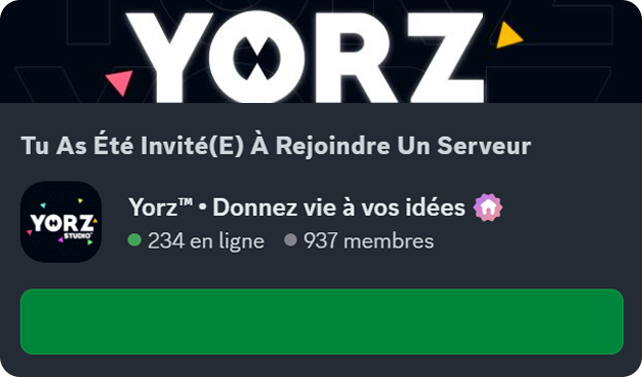 YORZ
Tu As Été Invité(E) À Rejoindre Un Serveur
YORZ
STUDIO
Yorz™ • Donnez vie à vos idées
234 en ligne 937 membres